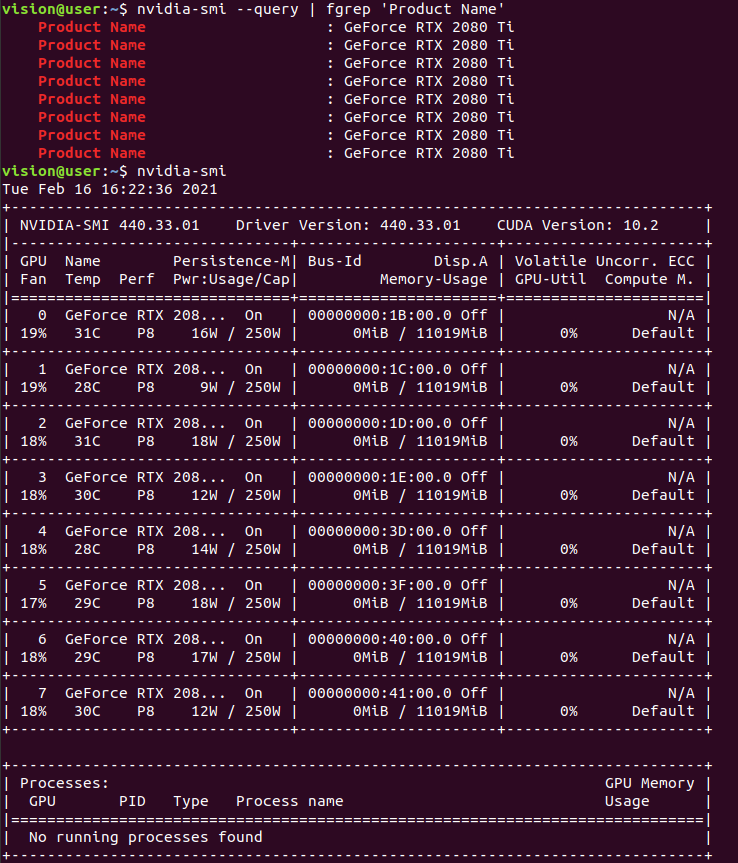 vision@user:~$ nvidia-smi --query | fgrep 'Product Name'
    Product Name                    : GeForce RTX 2080 Ti
    Product Name                    : GeForce RTX 2080 Ti
    Product Name                    : GeForce RTX 2080 Ti
    Product Name                    : GeForce RTX 2080 Ti
    Product Name                    : GeForce RTX 2080 Ti
    Product Name                    : GeForce RTX 2080 Ti
    Product Name                    : GeForce RTX 2080 Ti
    Product Name                    : GeForce RTX 2080 Ti
vision@user:~$ nvidia-smi
Tue Feb 16 16:22:36 2021
+-----------------------------------------------------------------------------+
| NVIDIA-SMI 440.33.01    Driver Version: 440.33.01    CUDA Version: 10.2     |
|-------------------------------+----------------------+----------------------+
| GPU  Name        Persistence-M| Bus-Id        Disp.A | Volatile Uncorr. ECC |
| Fan  Temp  Perf  Pwr:Usage/Cap|         Memory-Usage | GPU-Util  Compute M. |
|===============================+======================+======================|
|   0  GeForce RTX 208...  On   | 00000000:1B:00.0 Off |                  N/A |
| 19%   31C    P8    16W / 250W |      0MiB / 11019MiB |      0%      Default |
+-------------------------------+----------------------+----------------------+
|   1  GeForce RTX 208...  On   | 00000000:1C:00.0 Off |                  N/A |
| 19%   28C    P8     9W / 250W |      0MiB / 11019MiB |      0%      Default |
+-------------------------------+----------------------+----------------------+
|   2  GeForce RTX 208...  On   | 00000000:1D:00.0 Off |                  N/A |
| 18%   31C    P8    18W / 250W |      0MiB / 11019MiB |      0%      Default |
+-------------------------------+----------------------+----------------------+
|   3  GeForce RTX 208...  On   | 00000000:1E:00.0 Off |                  N/A |
| 18%   30C    P8    12W / 250W |      0MiB / 11019MiB |      0%      Default |
+-------------------------------+----------------------+----------------------+
|   4  GeForce RTX 208...  On   | 00000000:3D:00.0 Off |                  N/A |
| 18%   28C    P8    14W / 250W |      0MiB / 11019MiB |      0%      Default |
+-------------------------------+----------------------+----------------------+
|   5  GeForce RTX 208...  On   | 00000000:3F:00.0 Off |                  N/A |
| 17%   29C    P8    18W / 250W |      0MiB / 11019MiB |      0%      Default |
+-------------------------------+----------------------+----------------------+
|   6  GeForce RTX 208...  On   | 00000000:40:00.0 Off |                  N/A |
| 18%   29C    P8    17W / 250W |      0MiB / 11019MiB |      0%      Default |
+-------------------------------+----------------------+----------------------+
|   7  GeForce RTX 208...  On   | 00000000:41:00.0 Off |                  N/A |
| 18%   30C    P8    12W / 250W |      0MiB / 11019MiB |      0%      Default |
+-------------------------------+----------------------+----------------------+

+-----------------------------------------------------------------------------+
| Processes:                                                       GPU Memory |
|  GPU       PID   Type   Process name                             Usage      |
|=============================================================================|
|  No running processes found                                                 |
+-----------------------------------------------------------------------------+